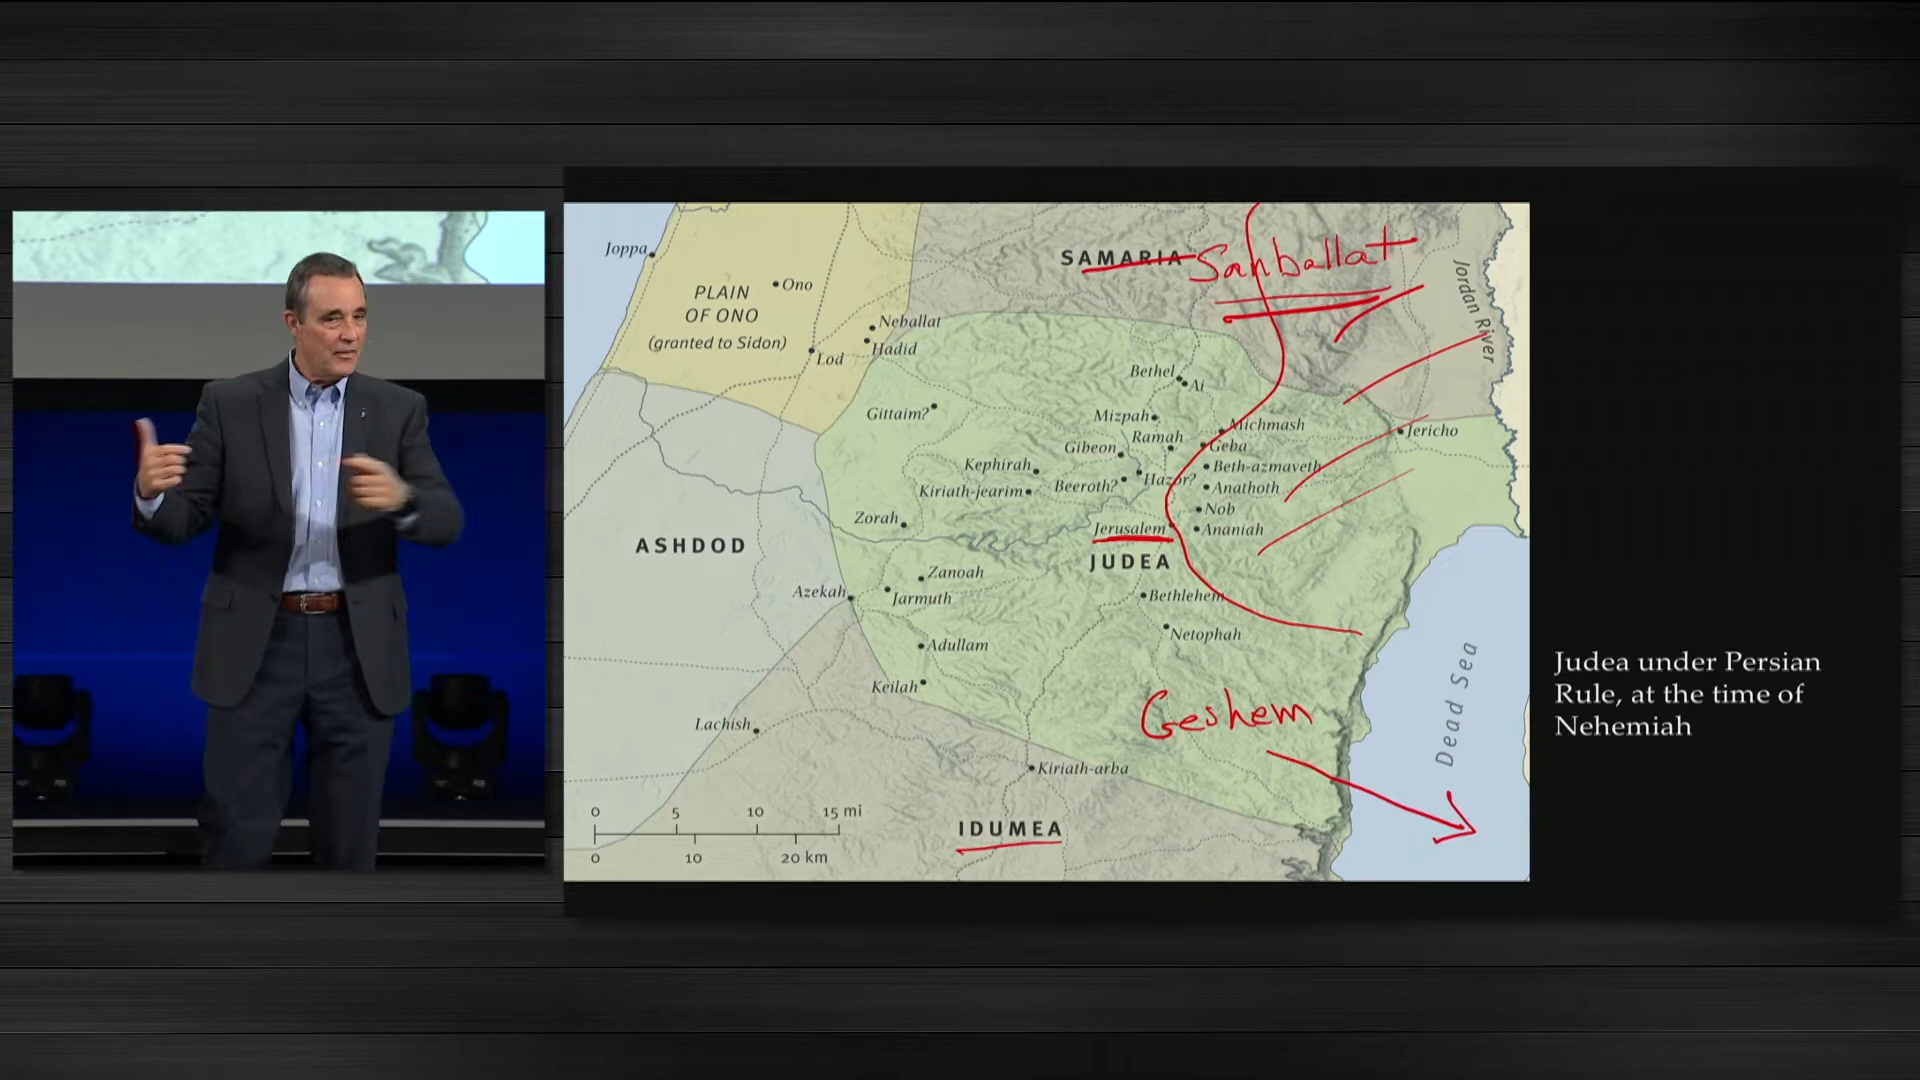 Joppa
SAMARIA
Sanballat
Jordan River
Ono
PLAIN
OF ONO
(granted to Sidon)
Neballat
Hadid
Lod
Bethel
Ai
Gittaim?
Mizpah
Michmash
Jericho
Ramah
Geba
Gibeon
Kephirah
Beth-azmaveth
Kiriath-jearim
Beeroth?
Hazor?
Anathoth
Zorah
Nob
Jerusalem
Ananiah
ASHDOD
JUDEA
Zanoah
Azekah
Jarmuth
Bethlehem
Netophah
Adullam
Keilah
Dead Sea
Geshem
Lachish
Kiriath-arba
0 5 10 15 mi
0 10 20 km
IDUMEA
Judea under Persian
Rule, at the time of
Nehemiah